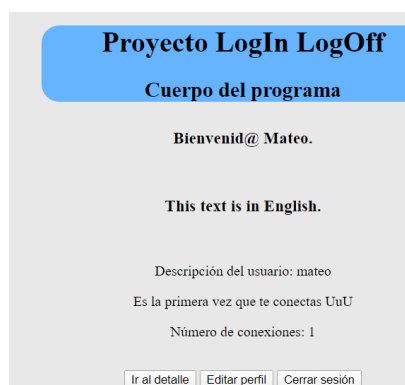 Proyecto LogIn LogOff
Cuerpo del programa
Bienvenid@ Mateo.
This text is in English.
Descripción del usuario: mateo
Es la primera vez que te conectas UuU
Número de conexiones: 1
Ir al detalle Editar perfil Cerrar sesión